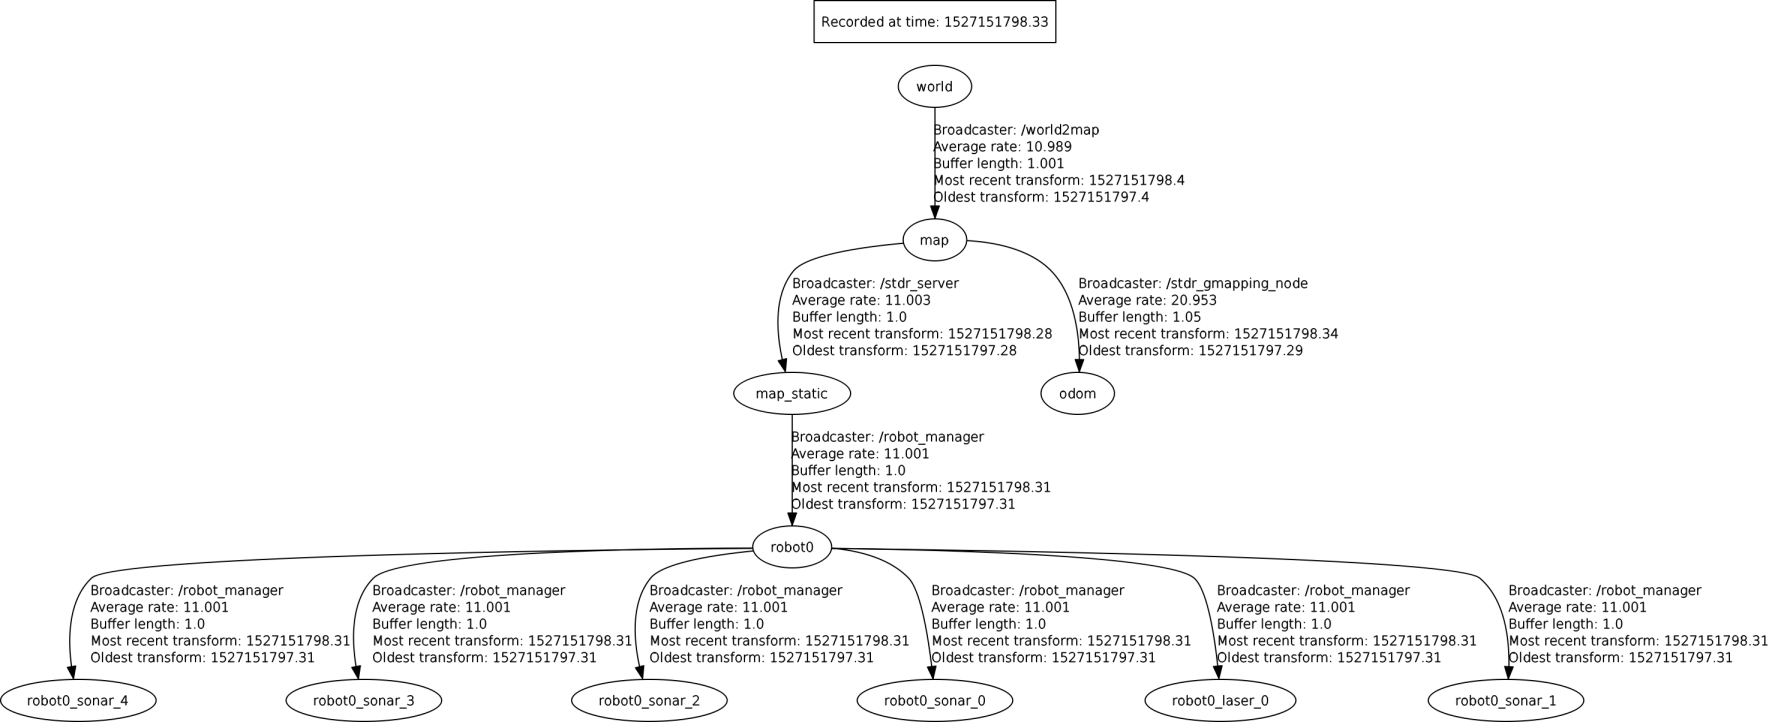 Recorded at time: 1527151798.33
world
Broadcaster: /world2map
Average rate: 10.989
Buffer length: 1.001
Most recent transform: 1527151798.4
Oldest transform: 1527151797.4
map
Broadcaster: /stdr_server
Average rate: 11.003
Buffer length: 1.0
Most recent transform: 1527151798.28
Oldest transform: 1527151797.28
Broadcaster: /stdr_gmapping_node
Average rate: 20.953
Buffer length: 1.05
Most recent transform: 1527151798.34
Oldest transform: 1527151797.29
map_static
odom
Broadcaster: /robot_manager
Average rate: 11.001
Buffer length: 1.0
Most recent transform: 1527151798.31
Oldest transform: 1527151797.31
robot0
Broadcaster: /robot_manager
Average rate: 11.001
Buffer length: 1.0
Most recent transform: 1527151798.31
Oldest transform: 1527151797.31
Broadcaster: /robot_manager
Average rate: 11.001
Buffer length: 1.0
Most recent transform: 1527151798.31
Oldest transform: 1527151797.31
Broadcaster: /robot_manager
Average rate: 11.001
Buffer length: 1.0
Most recent transform: 1527151798.31
Oldest transform: 1527151797.31
Broadcaster: /robot_manager
Average rate: 11.001
Buffer length: 1.0
Most recent transform: 1527151798.31
Oldest transform: 1527151797.31
Broadcaster: /robot_manager
Average rate: 11.001
Buffer length: 1.0
Most recent transform: 1527151798.31
Oldest transform: 1527151797.31
Broadcaster: /robot_manager
Average rate: 11.001
Buffer length: 1.0
Most recent transform: 1527151798.31
Oldest transform: 1527151797.31
robot0_sonar_4
robot0_sonar_3
robot0_sonar_2
robot0_sonar_0
robot0_laser_0
robot0_sonar_1